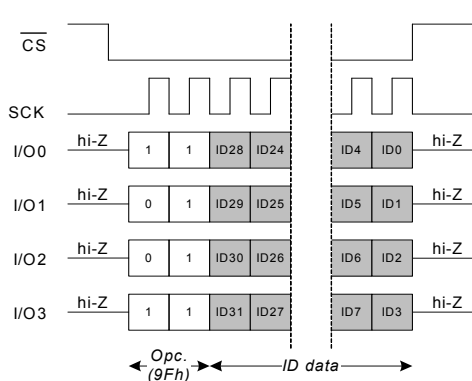 CS
SCK
I/O0 hi-Z 1 1 ID28 ID24 ID4 ID0 hi-Z
I/O1 hi-Z 0 1 ID29 ID25 ID5 ID1 hi-Z
I/O2 hi-Z 0 1 ID30 ID26 ID6 ID2 hi-Z
I/O3 hi-Z 1 1 ID31 ID27 ID7 ID3 hi-Z
Opc. ID data
(9Fh)